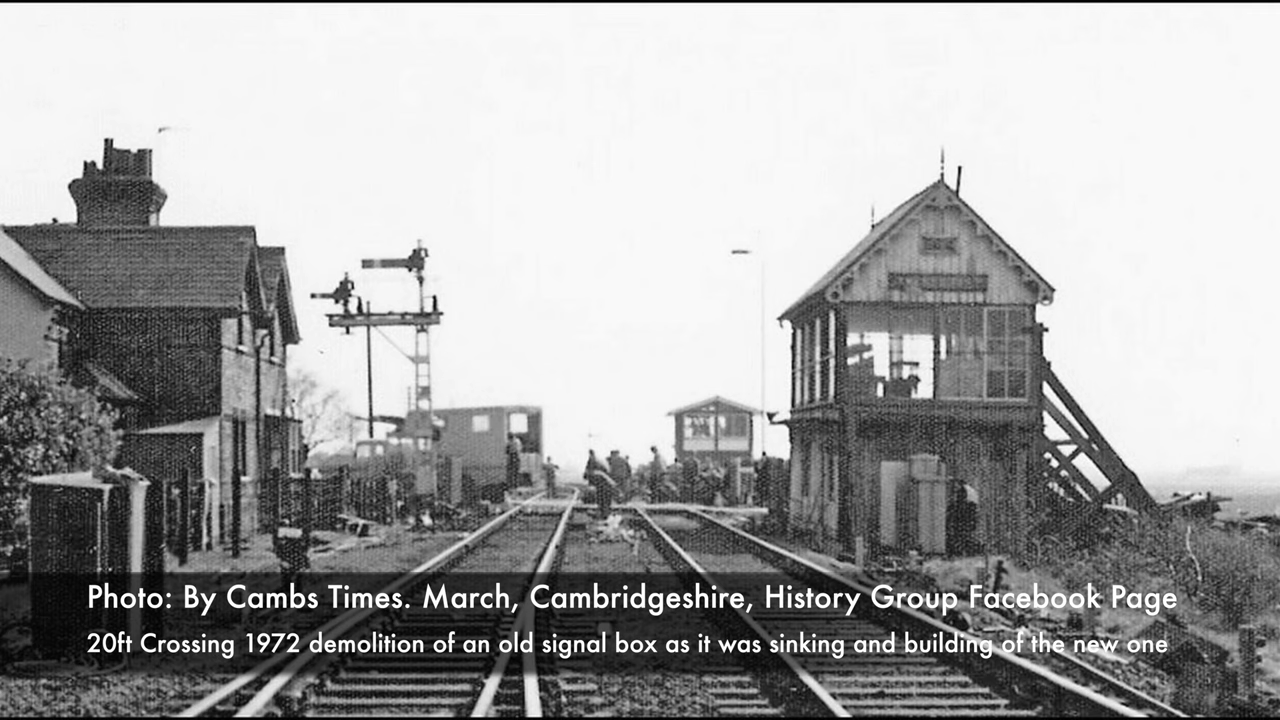 Photo: By Cambs Times. March, Cambridgeshire, History Group Facebook Page
20ft Crossing 1972 demolition of an old signal box as it was sinking and building of the new one